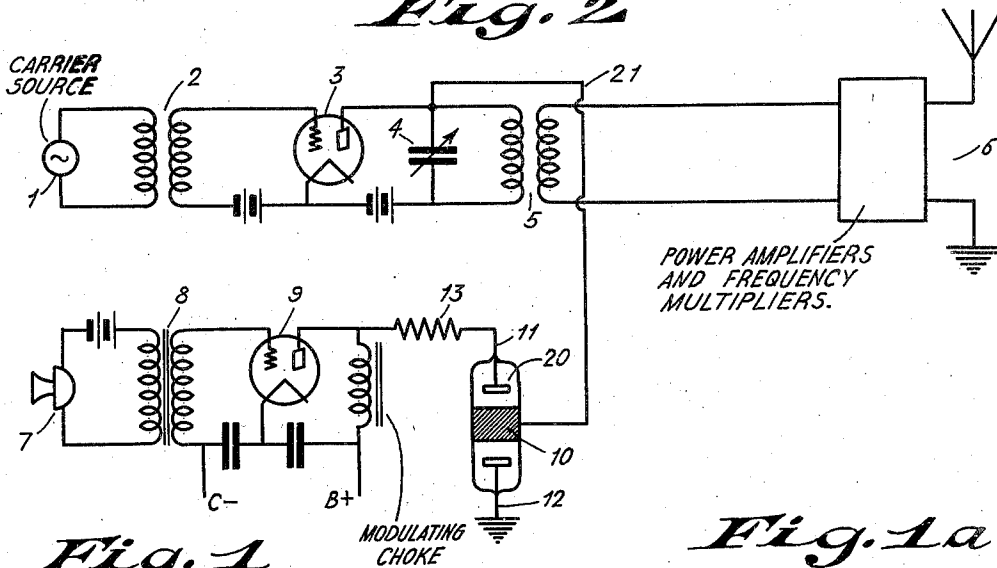 Fig. 2
CARRIER
SOURCE
1
2
3
4
21
5
6
POWER AMPLIFIERS
AND FREQUENCY
MULTIPLIERS.
7
8
9
13
11
20
10
12
C-
B+
MODULATING
CHOKE
Fig. 1
Fig. 1a